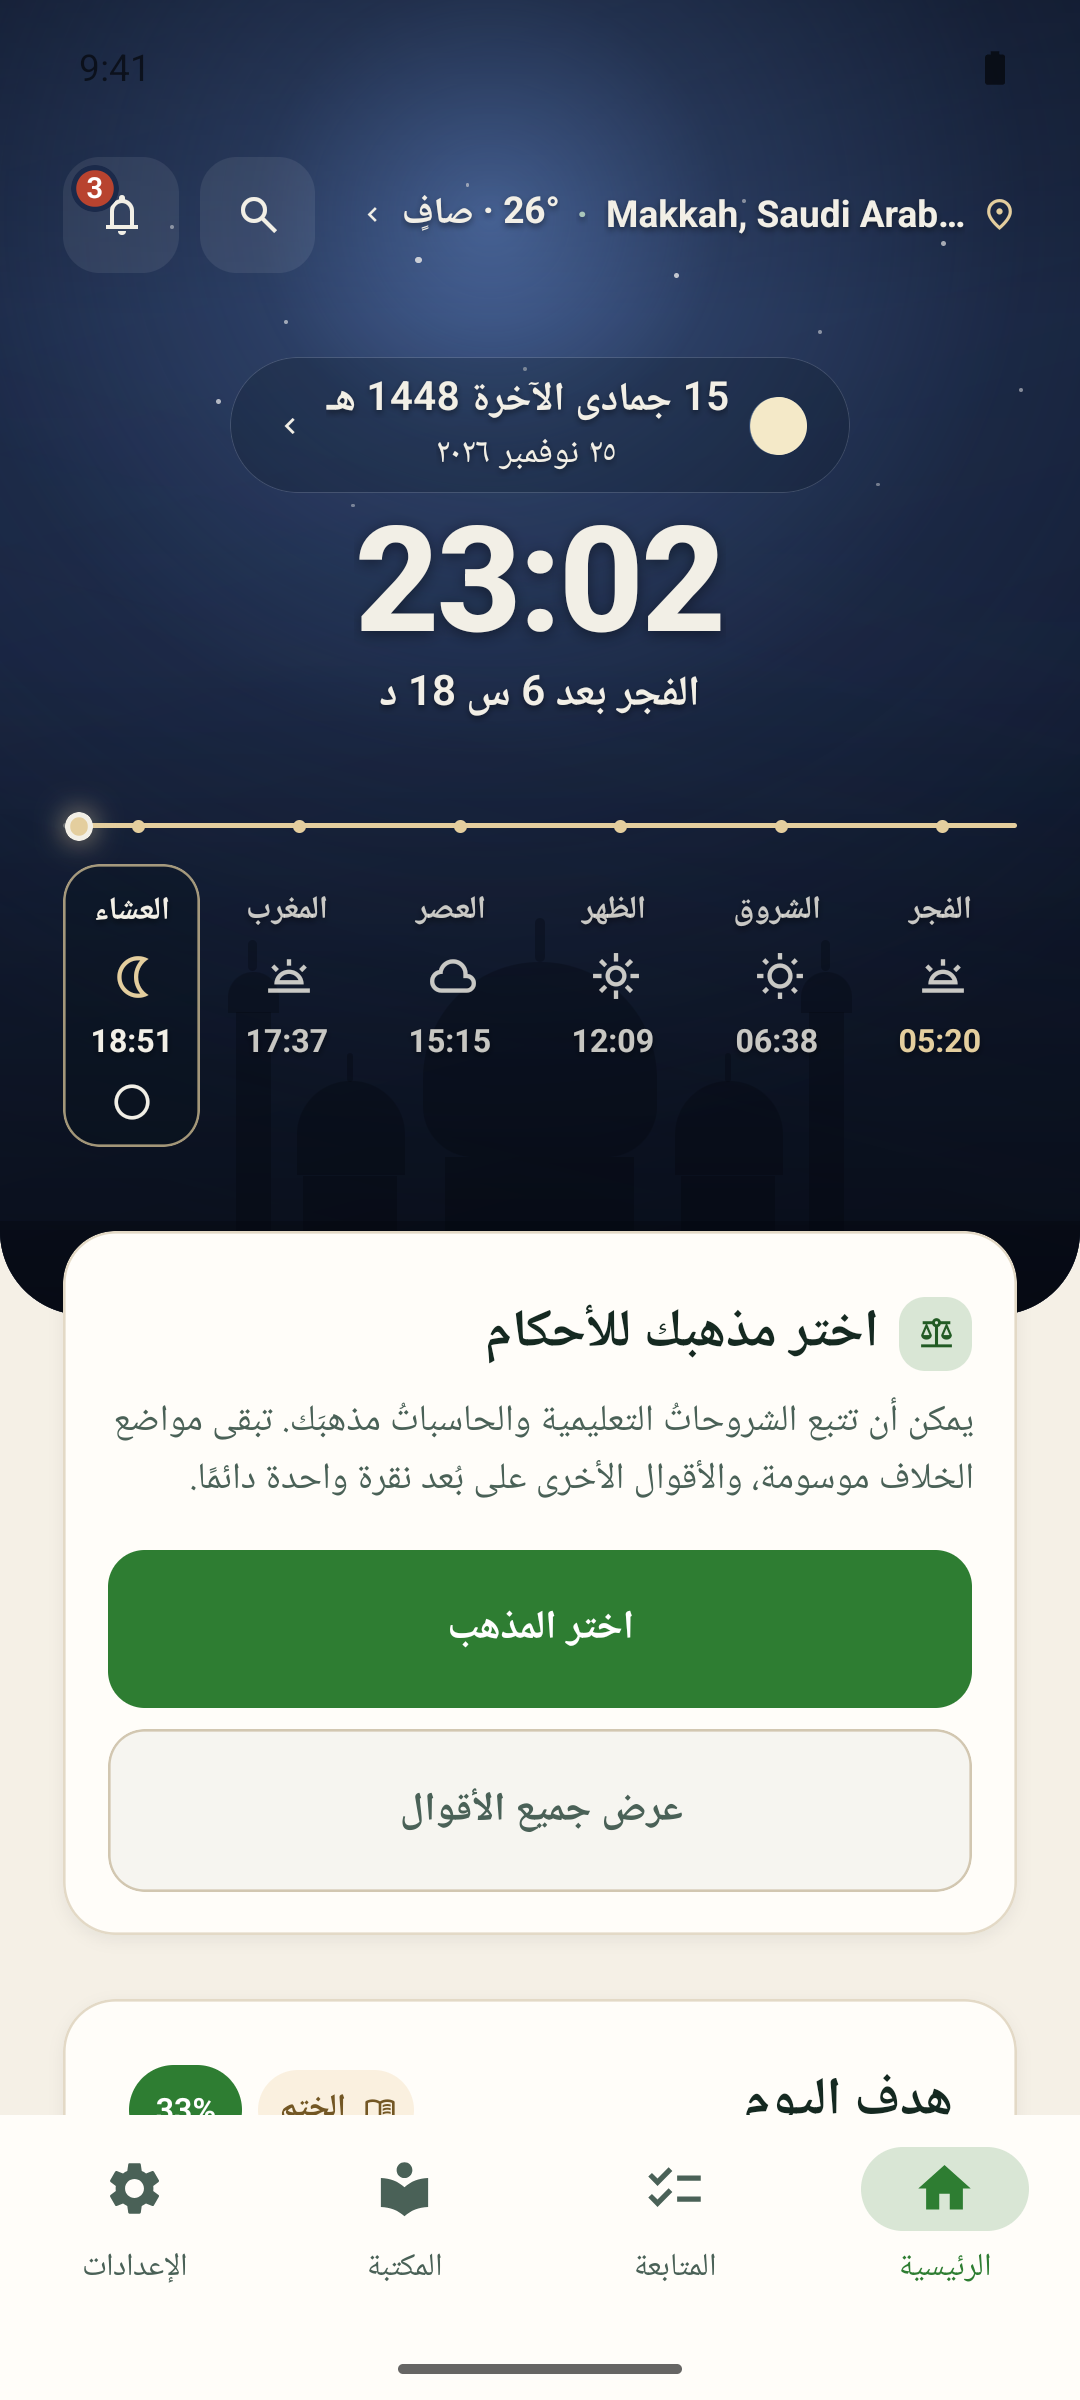 9:41
Makkah, Saudi Arab… · 26° · صافٍ
3
15 جمادى الآخرة 1448 هـ
٢٥ نوفمبر ٢٠٢٦
23:02
الفجر بعد 6 س 18 د
الفجر الشروق الظهر العصر المغرب العشاء
05:20 06:38 12:09 15:15 17:37 18:51
اختر مذهبك للأحكام
يمكن أن تتبع الشروحاتُ التعليمية والحاسباتُ مذهبَك. تبقى مواضع
الخلاف موسومة، والأقوال الأخرى على بُعد نقرة واحدة دائمًا.
اختر المذهب
عرض جميع الأقوال
هدف اليوم الختم 33%
الرئيسية المتابعة المكتبة الإعدادات